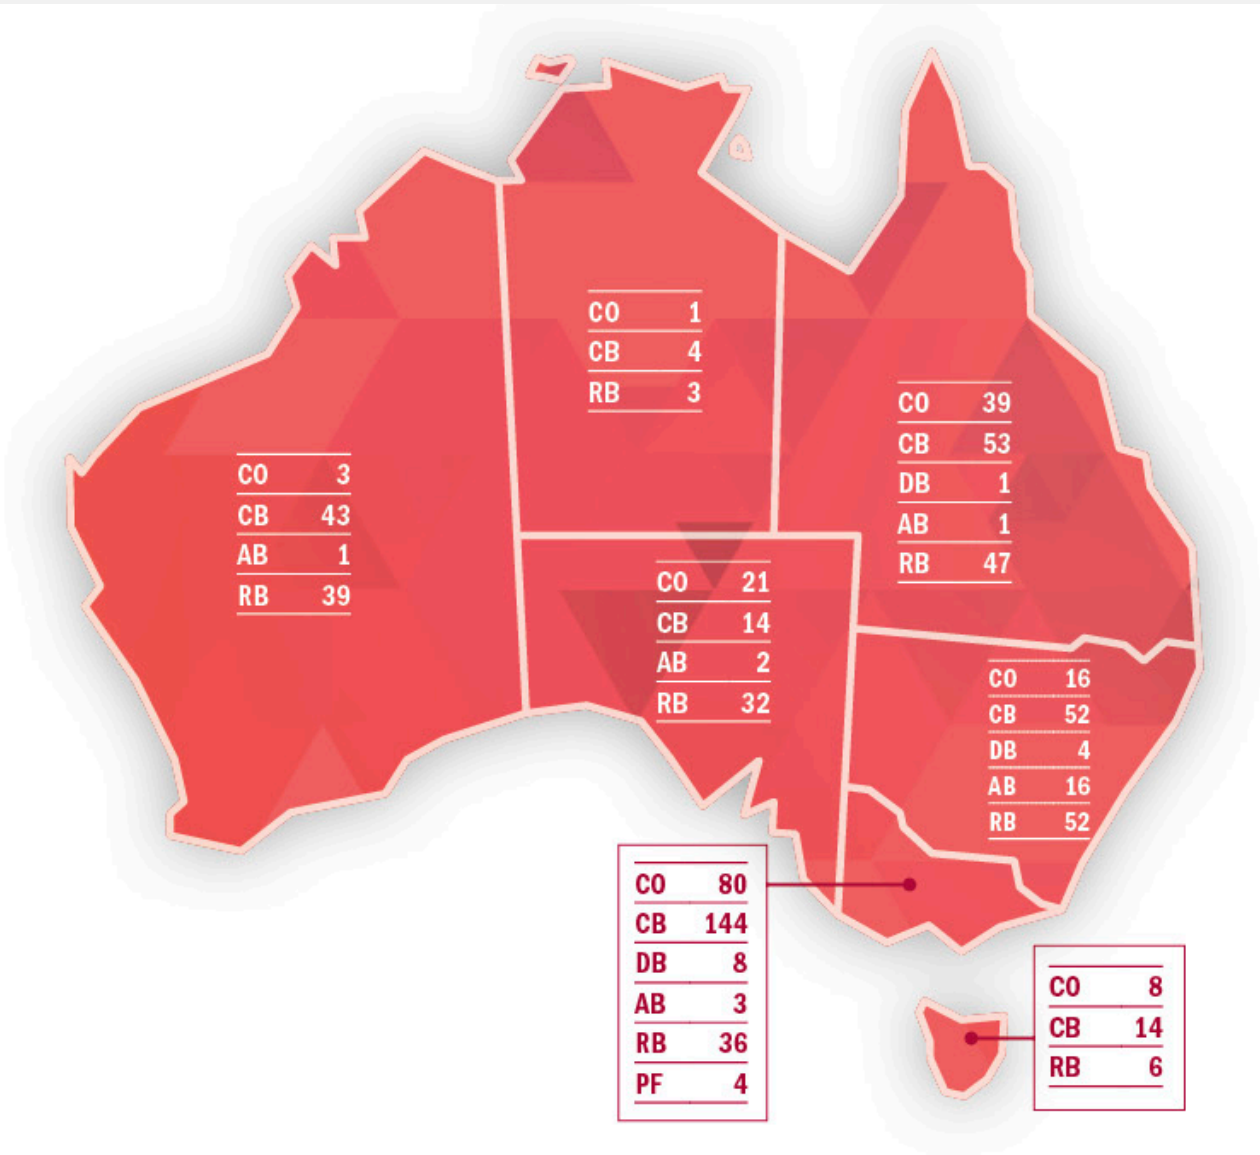 CO 1
CB 4
RB 3
CO 39
CB 53
DB 1
AB 1
RB 47
CO 3
CB 43
AB 1
RB 39
CO 21
CB 14
AB 2
RB 32
CO 16
CB 52
DB 4
AB 16
RB 52
CO 80
CB 144
DB 8
AB 3
RB 36
PF 4
CO 8
CB 14
RB 6